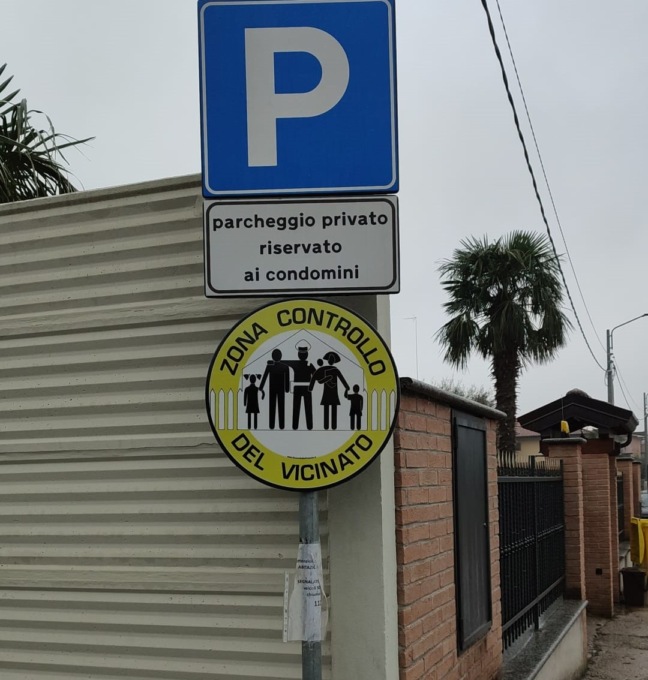 P
parcheggio privato
riservato
ai condomini
ZONA CONTROLLO
DEL VICINATO